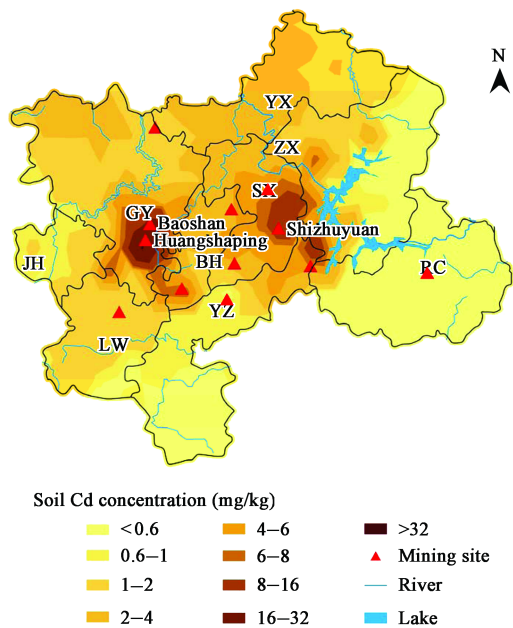 N
YX
ZX
SX
GY
Baoshan
Shizhuyuan
Huangshaping
JH
BH
RC
YZ
LW
Soil Cd concentration (mg/kg)
<0.6
4–6
>32
0.6–1
6–8
Mining site
1–2
8–16
River
2–4
16–32
Lake